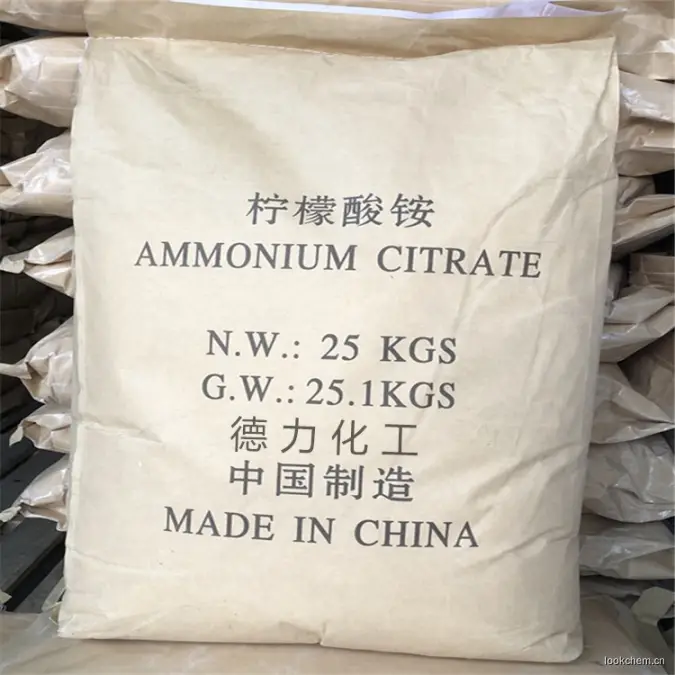 柠檬酸铵
AMMONIUM CITRATE
N.W.: 25 KGS
G.W.: 25.1KGS
德力化工
中国制造
MADE IN CHINA
lookchem.cn